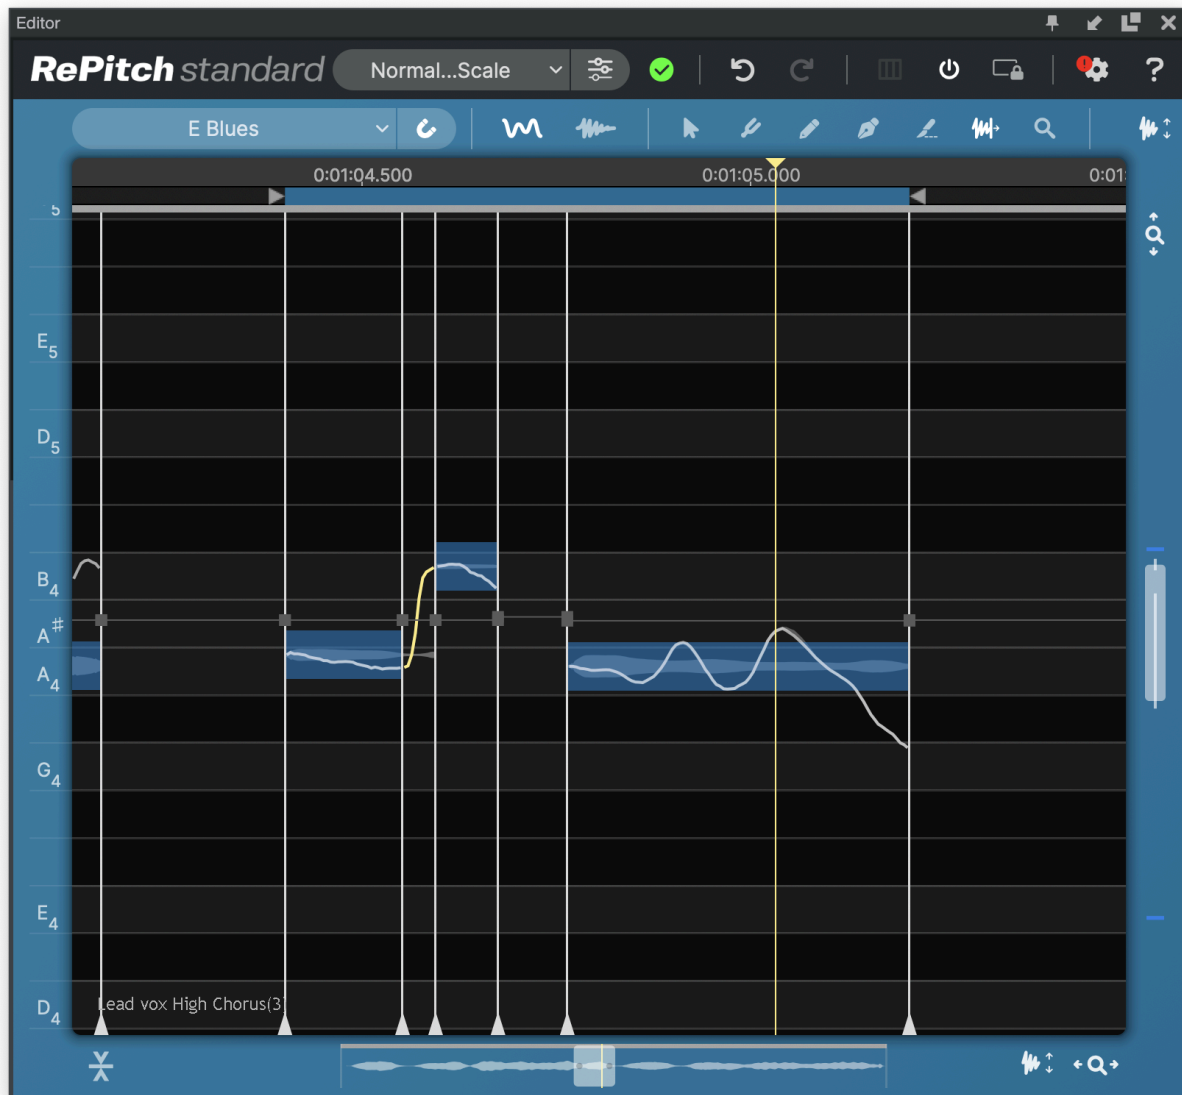 Editor
RePitch standard
Normal...Scale
?
E Blues
0:01:04.500
0:01:05.000
0:01:
5
E5
D5
B4
A#
A4
G4
E4
D4
Lead vox High Chorus(3)